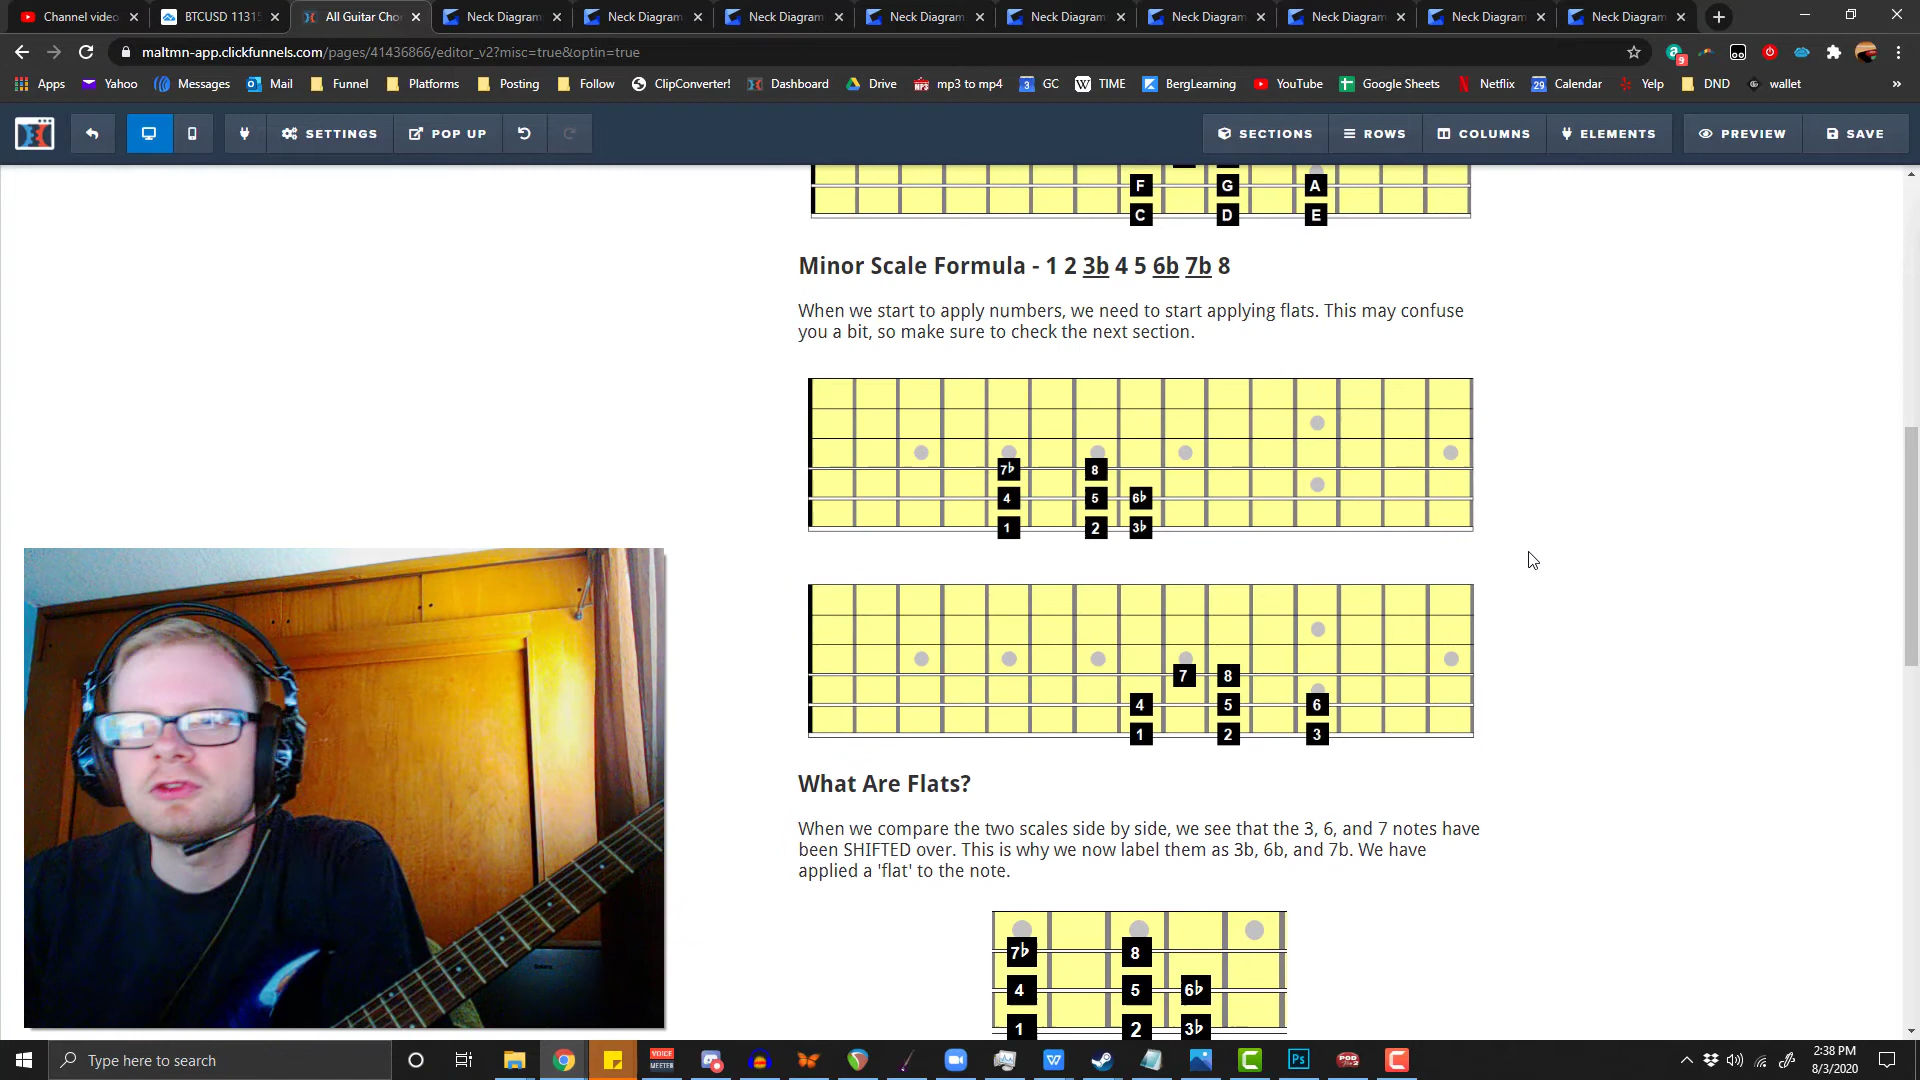 Channel video
BTCUSD 1131
All Guitar Cho
Neck Diagram
Neck Diagram
Neck Diagram
Neck Diagram
Neck Diagram
Neck Diagram
Neck Diagram
Neck Diagram
Neck Diagram
maltmn-app.clickfunnels.com/pages/41436866/editor_v2?misc=true&optin=true
9
Apps
Yahoo
Messages
Mail
Funnel
Platforms
Posting
Follow
ClipConverter!
Dashboard
Drive
mp3 to mp4
3 GC
W TIME
BergLearning
YouTube
Google Sheets
Netflix
29 Calendar
Yelp
DND
wallet
»
SETTINGS
POP UP
SECTIONS
ROWS
COLUMNS
ELEMENTS
PREVIEW
SAVE
F G A
C D E
Minor Scale Formula - 1 2 3b 4 5 6b 7b 8
When we start to apply numbers, we need to start applying flats. This may confuse
you a bit, so make sure to check the next section.
7♭ 8
4 5 6♭
1 2 3♭
7 8
4 5 6
1 2 3
What Are Flats?
When we compare the two scales side by side, we see that the 3, 6, and 7 notes have
been SHIFTED over. This is why we now label them as 3b, 6b, and 7b. We have
applied a 'flat' to the note.
7♭ 8
4 5 6♭
1 2 3♭
Type here to search
VOICE
MEETER
Ps
2:38 PM
8/3/2020